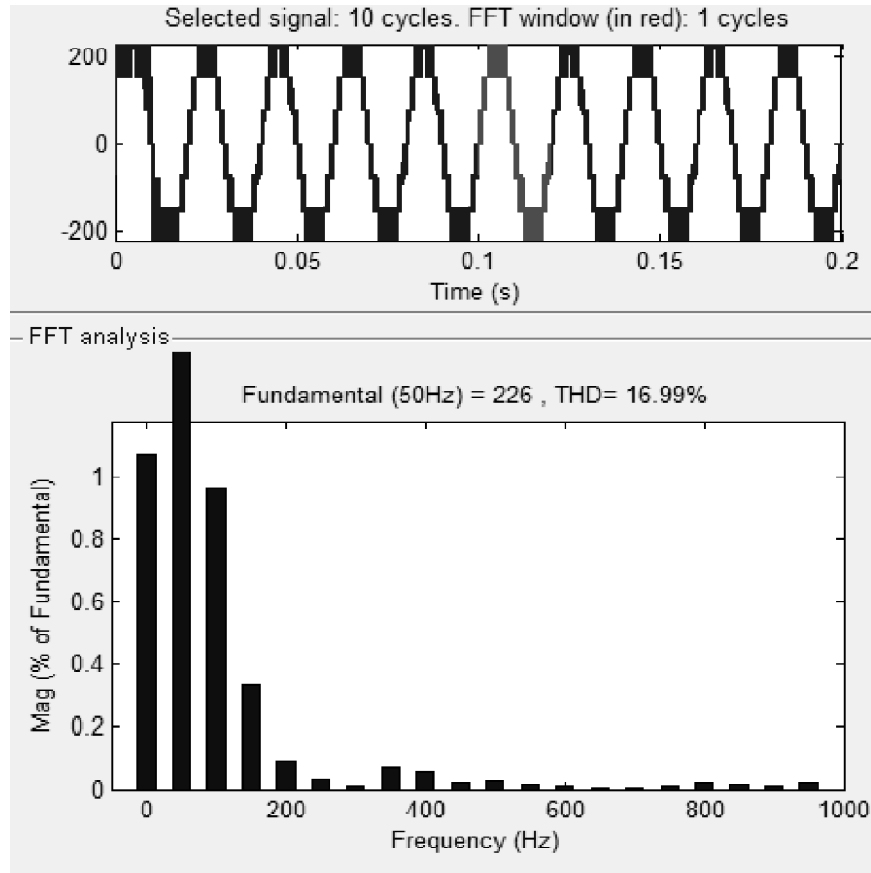 Selected signal: 10 cycles. FFT window (in red): 1 cycles
200
0
-200
0 0.05 0.1 0.15 0.2
Time (s)
FFT analysis
Fundamental (50Hz) = 226 , THD= 16.99%
Mag (% of Fundamental)
1
0.8
0.6
0.4
0.2
0
0 200 400 600 800 1000
Frequency (Hz)